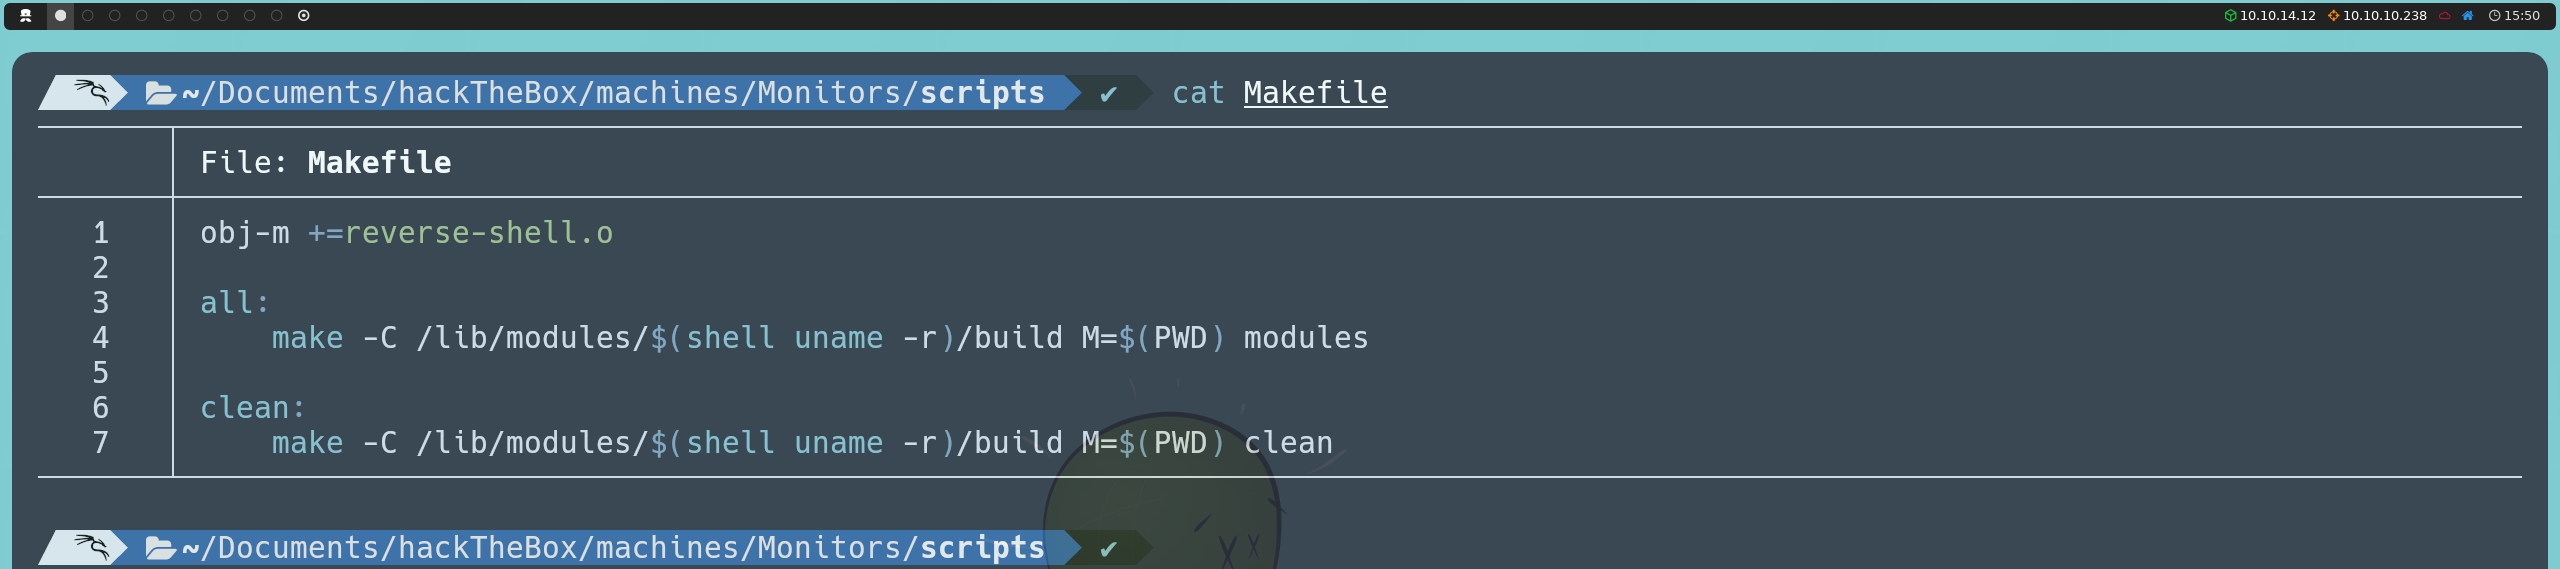 10.10.14.12 10.10.10.238 15:50
~/Documents/hackTheBox/machines/Monitors/scripts ✔ cat Makefile
File: Makefile
1 obj-m +=reverse-shell.o
2
3 all:
4 make -C /lib/modules/$(shell uname -r)/build M=$(PWD) modules
5
6 clean:
7 make -C /lib/modules/$(shell uname -r)/build M=$(PWD) clean
~/Documents/hackTheBox/machines/Monitors/scripts ✔